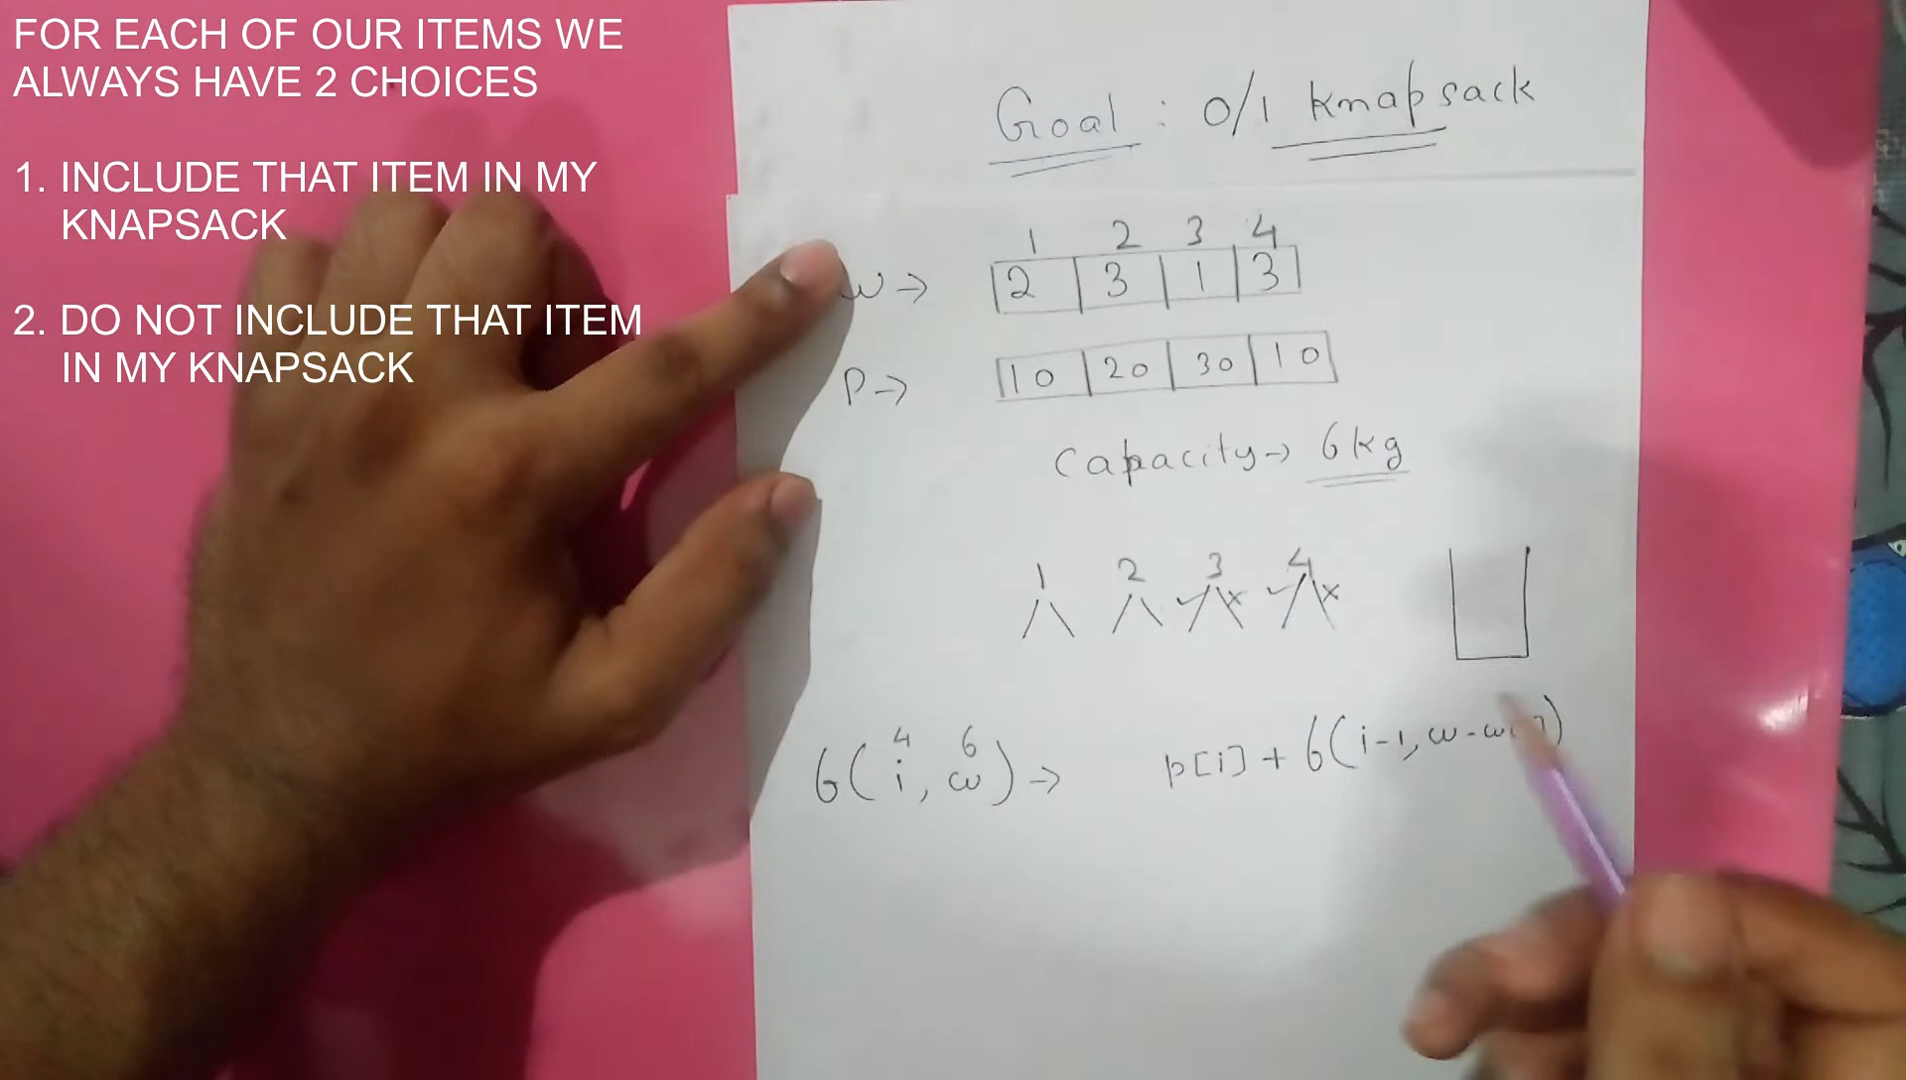 FOR EACH OF OUR ITEMS WE
ALWAYS HAVE 2 CHOICES
1. INCLUDE THAT ITEM IN MY
KNAPSACK
2. DO NOT INCLUDE THAT ITEM
IN MY KNAPSACK
Goal : 0/1 Knapsack
1 2 3 4
w → 2 3 1 3
P → 10 20 30 10
Capacity → 6kg
1 2 3 4
4 6
G(i, w) → p[i] + G(i-1, w-w